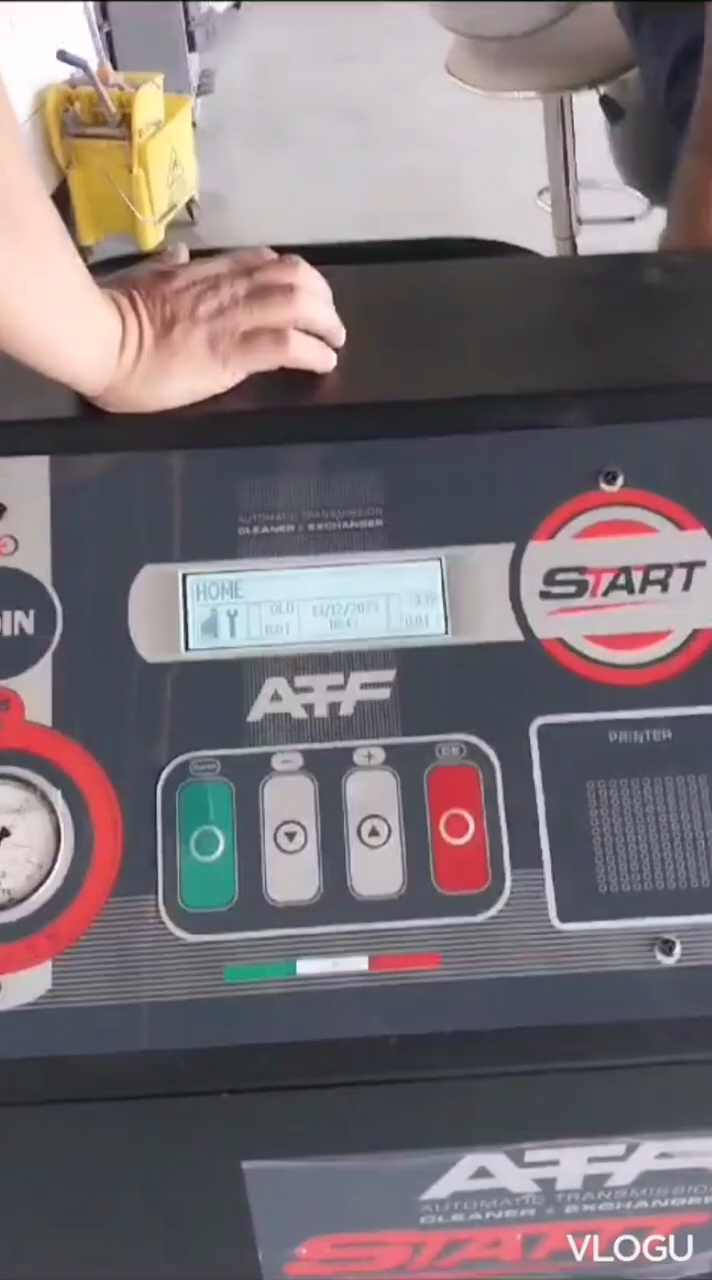 AUTOMATIC TRANSMISSION
CLEANER & EXCHANGER
HOME
OLD
13/12/2023
0.01
0.01
START
ATF
PRINTER
ATF
AUTOMATIC TRANSMISSION
CLEANER & EXCHANGER
START
VLOGU